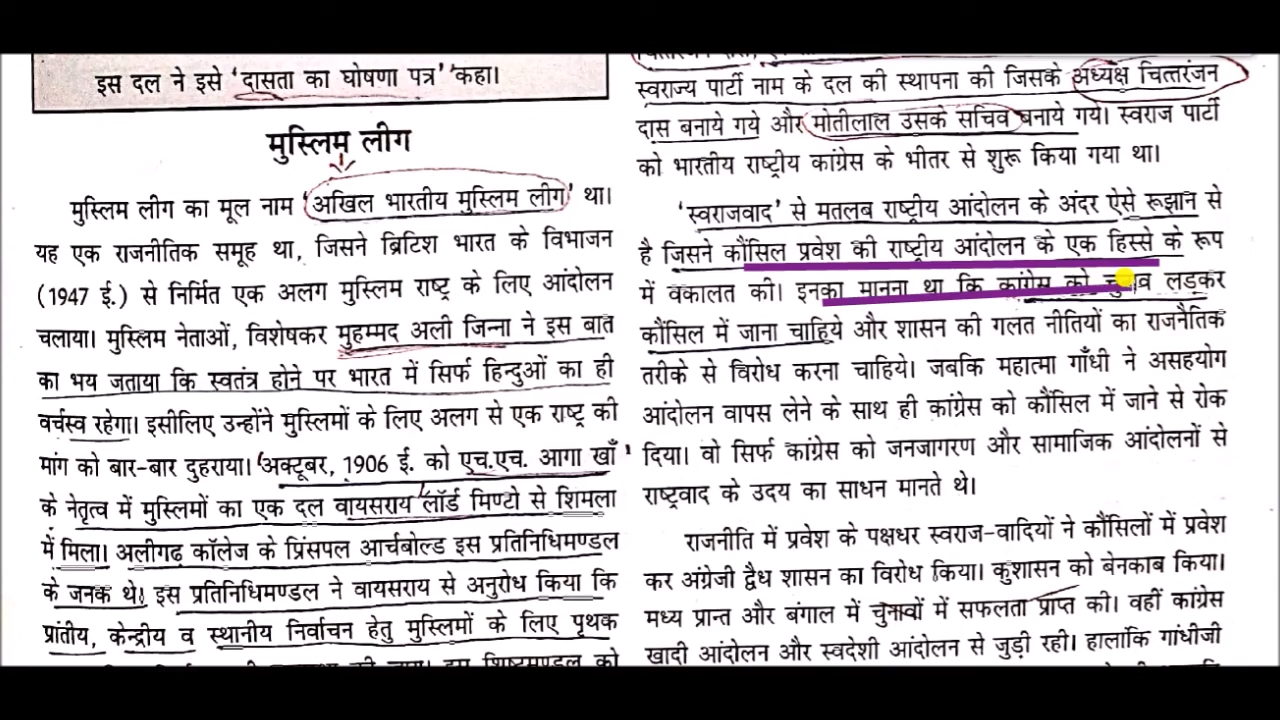 इस दल ने इसे 'दासता का घोषणा पत्र' कहा।
मुस्लिम लीग
मुस्लिम लीग का मूल नाम 'अखिल भारतीय मुस्लिम लीग' था।
यह एक राजनीतिक समूह था, जिसने ब्रिटिश भारत के विभाजन
(1947 ई.) से निर्मित एक अलग मुस्लिम राष्ट्र के लिए आंदोलन
चलाया। मुस्लिम नेताओं, विशेषकर मुहम्मद अली जिन्ना ने इस बात
का भय जताया कि स्वतंत्र होने पर भारत में सिर्फ हिन्दुओं का ही
वर्चस्व रहेगा। इसीलिए उन्होंने मुस्लिमों के लिए अलग से एक राष्ट्र की
मांग को बार-बार दुहराया। अक्टूबर, 1906 ई. को एच.एच. आगा खाँ
के नेतृत्व में मुस्लिमों का एक दल वायसराय लॉर्ड मिण्टो से शिमला
में मिला। अलीगढ़ कॉलेज के प्रिंसपल आर्चबोल्ड इस प्रतिनिधिमण्डल
के जनक थे। इस प्रतिनिधिमण्डल ने वायसराय से अनुरोध किया कि
प्रांतीय, केन्द्रीय व स्थानीय निर्वाचन हेतु मुस्लिमों के लिए पृथक
स्वराज्य पार्टी नाम के दल की स्थापना की जिसके अध्यक्ष चित्तरंजन
दास बनाये गये और मोतीलाल उसके सचिव बनाये गये। स्वराज पार्टी
को भारतीय राष्ट्रीय कांग्रेस के भीतर से शुरू किया गया था।
'स्वराजवाद' से मतलब राष्ट्रीय आंदोलन के अंदर ऐसे रूझान से
है जिसने कौंसिल प्रवेश की राष्ट्रीय आंदोलन के एक हिस्से के रूप
में वकालत की। इनका मानना था कि कांग्रेस को चुनाव लड़कर
कौंसिल में जाना चाहिये और शासन की गलत नीतियों का राजनैतिक
तरीके से विरोध करना चाहिये। जबकि महात्मा गाँधी ने असहयोग
आंदोलन वापस लेने के साथ ही कांग्रेस को कौंसिल में जाने से रोक
दिया। वो सिर्फ कांग्रेस को जनजागरण और सामाजिक आंदोलनों से
राष्ट्रवाद के उदय का साधन मानते थे।
राजनीति में प्रवेश के पक्षधर स्वराज-वादियों ने कौंसिलों में प्रवेश
कर अंग्रेजी द्वैध शासन का विरोध किया। कुशासन को बेनकाब किया।
मध्य प्रान्त और बंगाल में चुनावों में सफलता प्राप्त की। वहीं कांग्रेस
खादी आंदोलन और स्वदेशी आंदोलन से जुड़ी रही। हालांकि गांधीजी